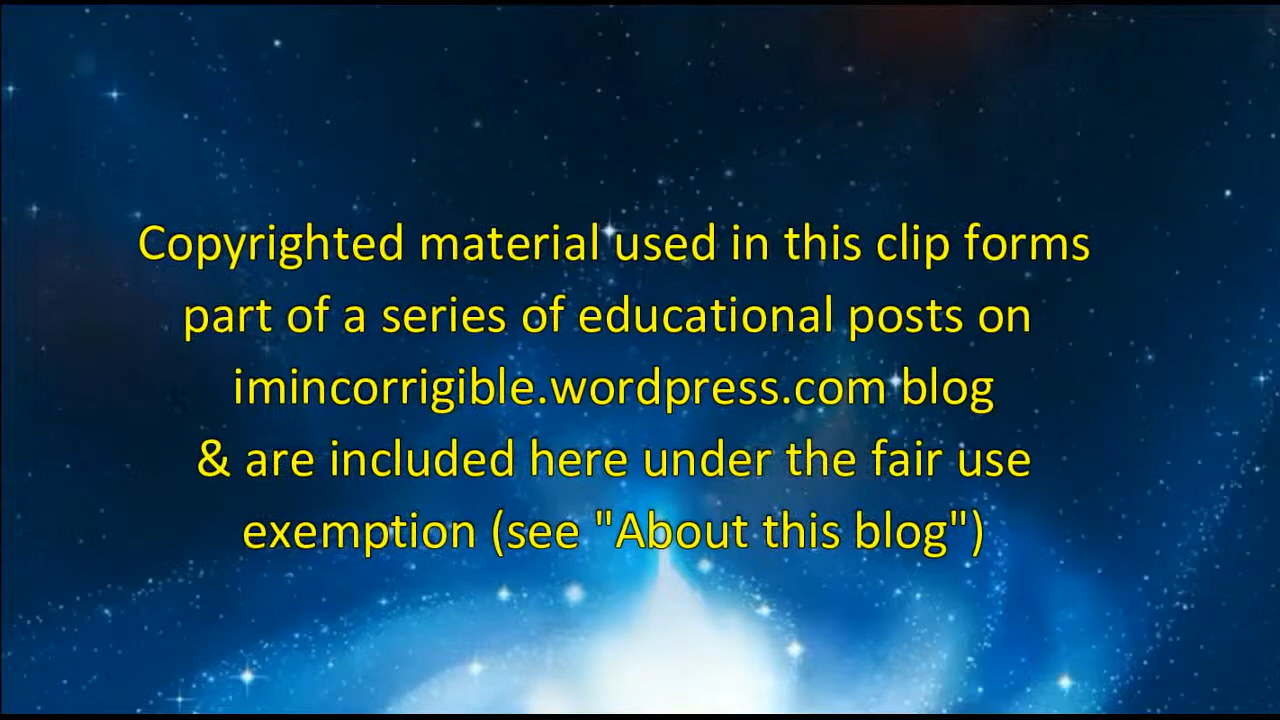 Copyrighted material used in this clip forms
part of a series of educational posts on
imincorrigible.wordpress.com blog
& are included here under the fair use
exemption (see "About this blog")